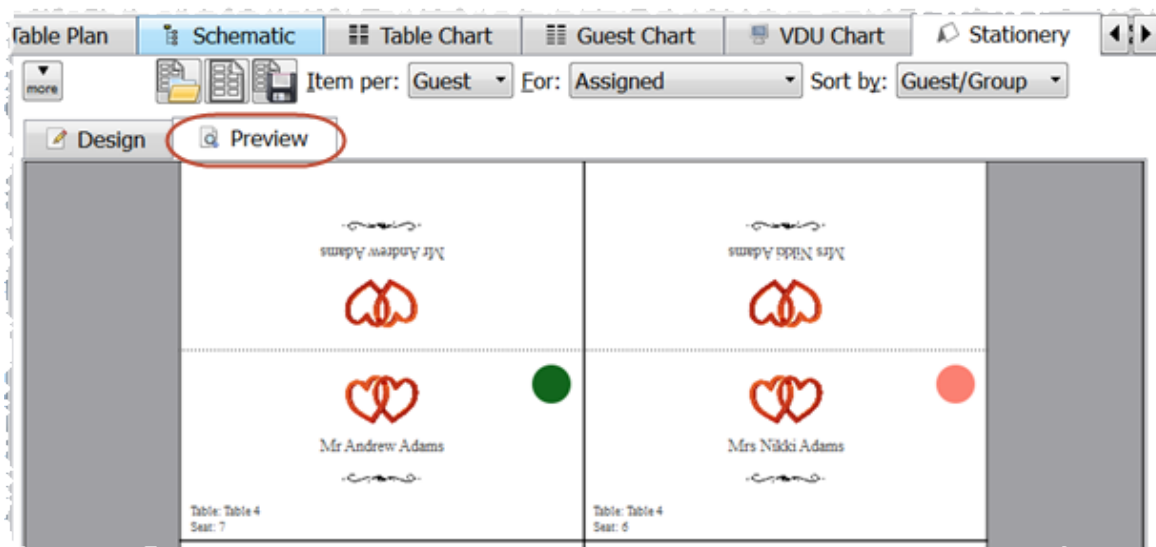 Table Plan Schematic Table Chart Guest Chart VDU Chart Stationery
more Item per: Guest For: Assigned Sort by: Guest/Group
Design Preview
Mr Andrew Adams Mrs Nikki Adams
Mr Andrew Adams Mrs Nikki Adams
Table: Table 4 Table: Table 4
Seat: 7 Seat: 6